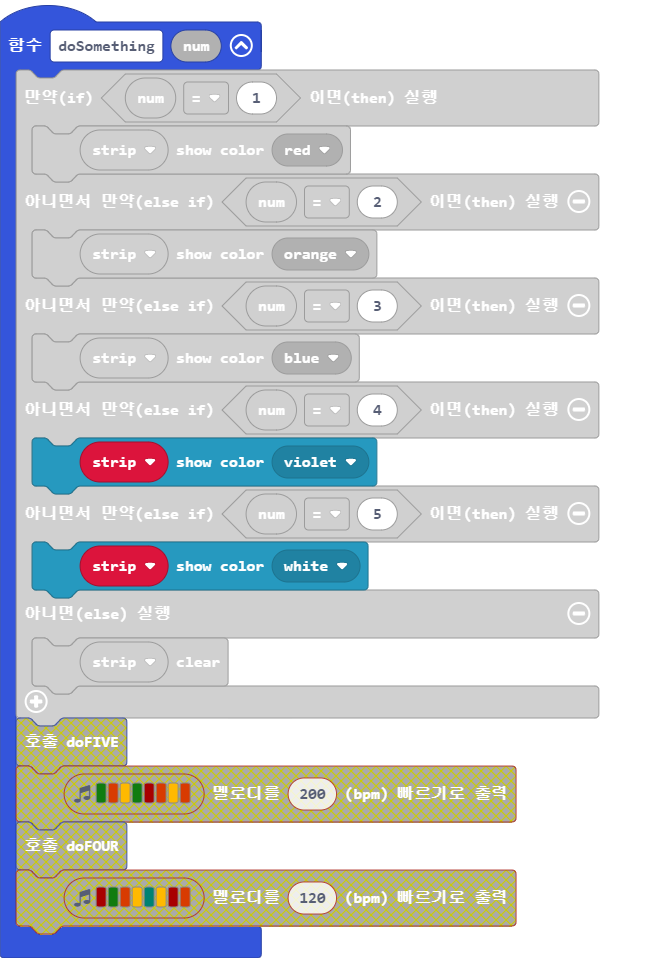 함수 doSomething num
만약(if) num = 1 이면(then) 실행
strip show color red
아니면서 만약(else if) num = 2 이면(then) 실행
strip show color orange
아니면서 만약(else if) num = 3 이면(then) 실행
strip show color blue
아니면서 만약(else if) num = 4 이면(then) 실행
strip show color violet
아니면서 만약(else if) num = 5 이면(then) 실행
strip show color white
아니면(else) 실행
strip clear
호출 doFIVE
멜로디를 200 (bpm) 빠르기로 출력
호출 doFOUR
멜로디를 120 (bpm) 빠르기로 출력